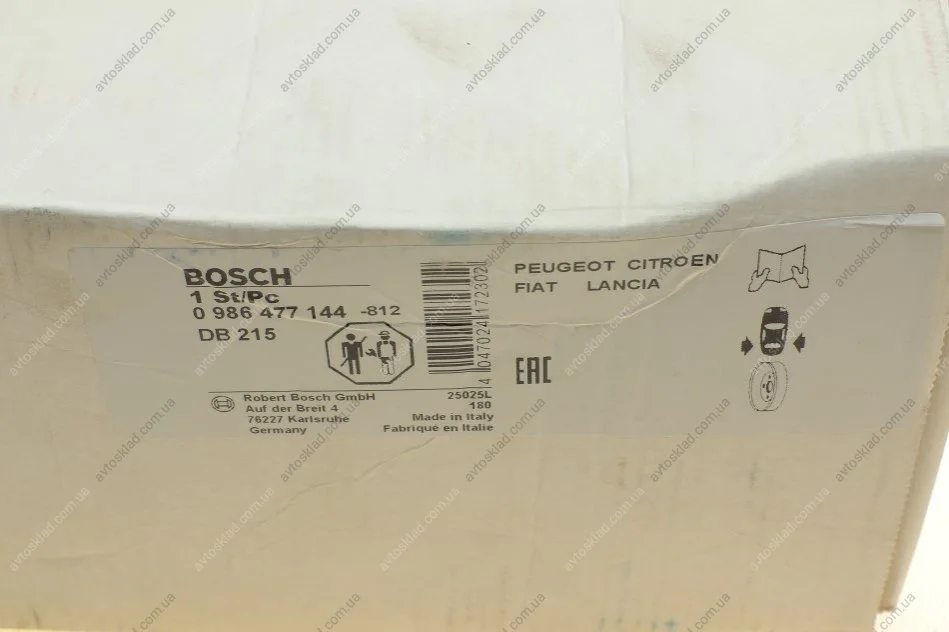 BOSCH
1 St/Pc
0 986 477 144 -812
DB 215
4 047024 172302
PEUGEOT CITROEN
FIAT LANCIA
EAC
Robert Bosch GmbH
Auf der Breit 4
76227 Karlsruhe
Germany
25025L
180
Made in Italy
Fabriqué en Italie
avtosklad.com.ua